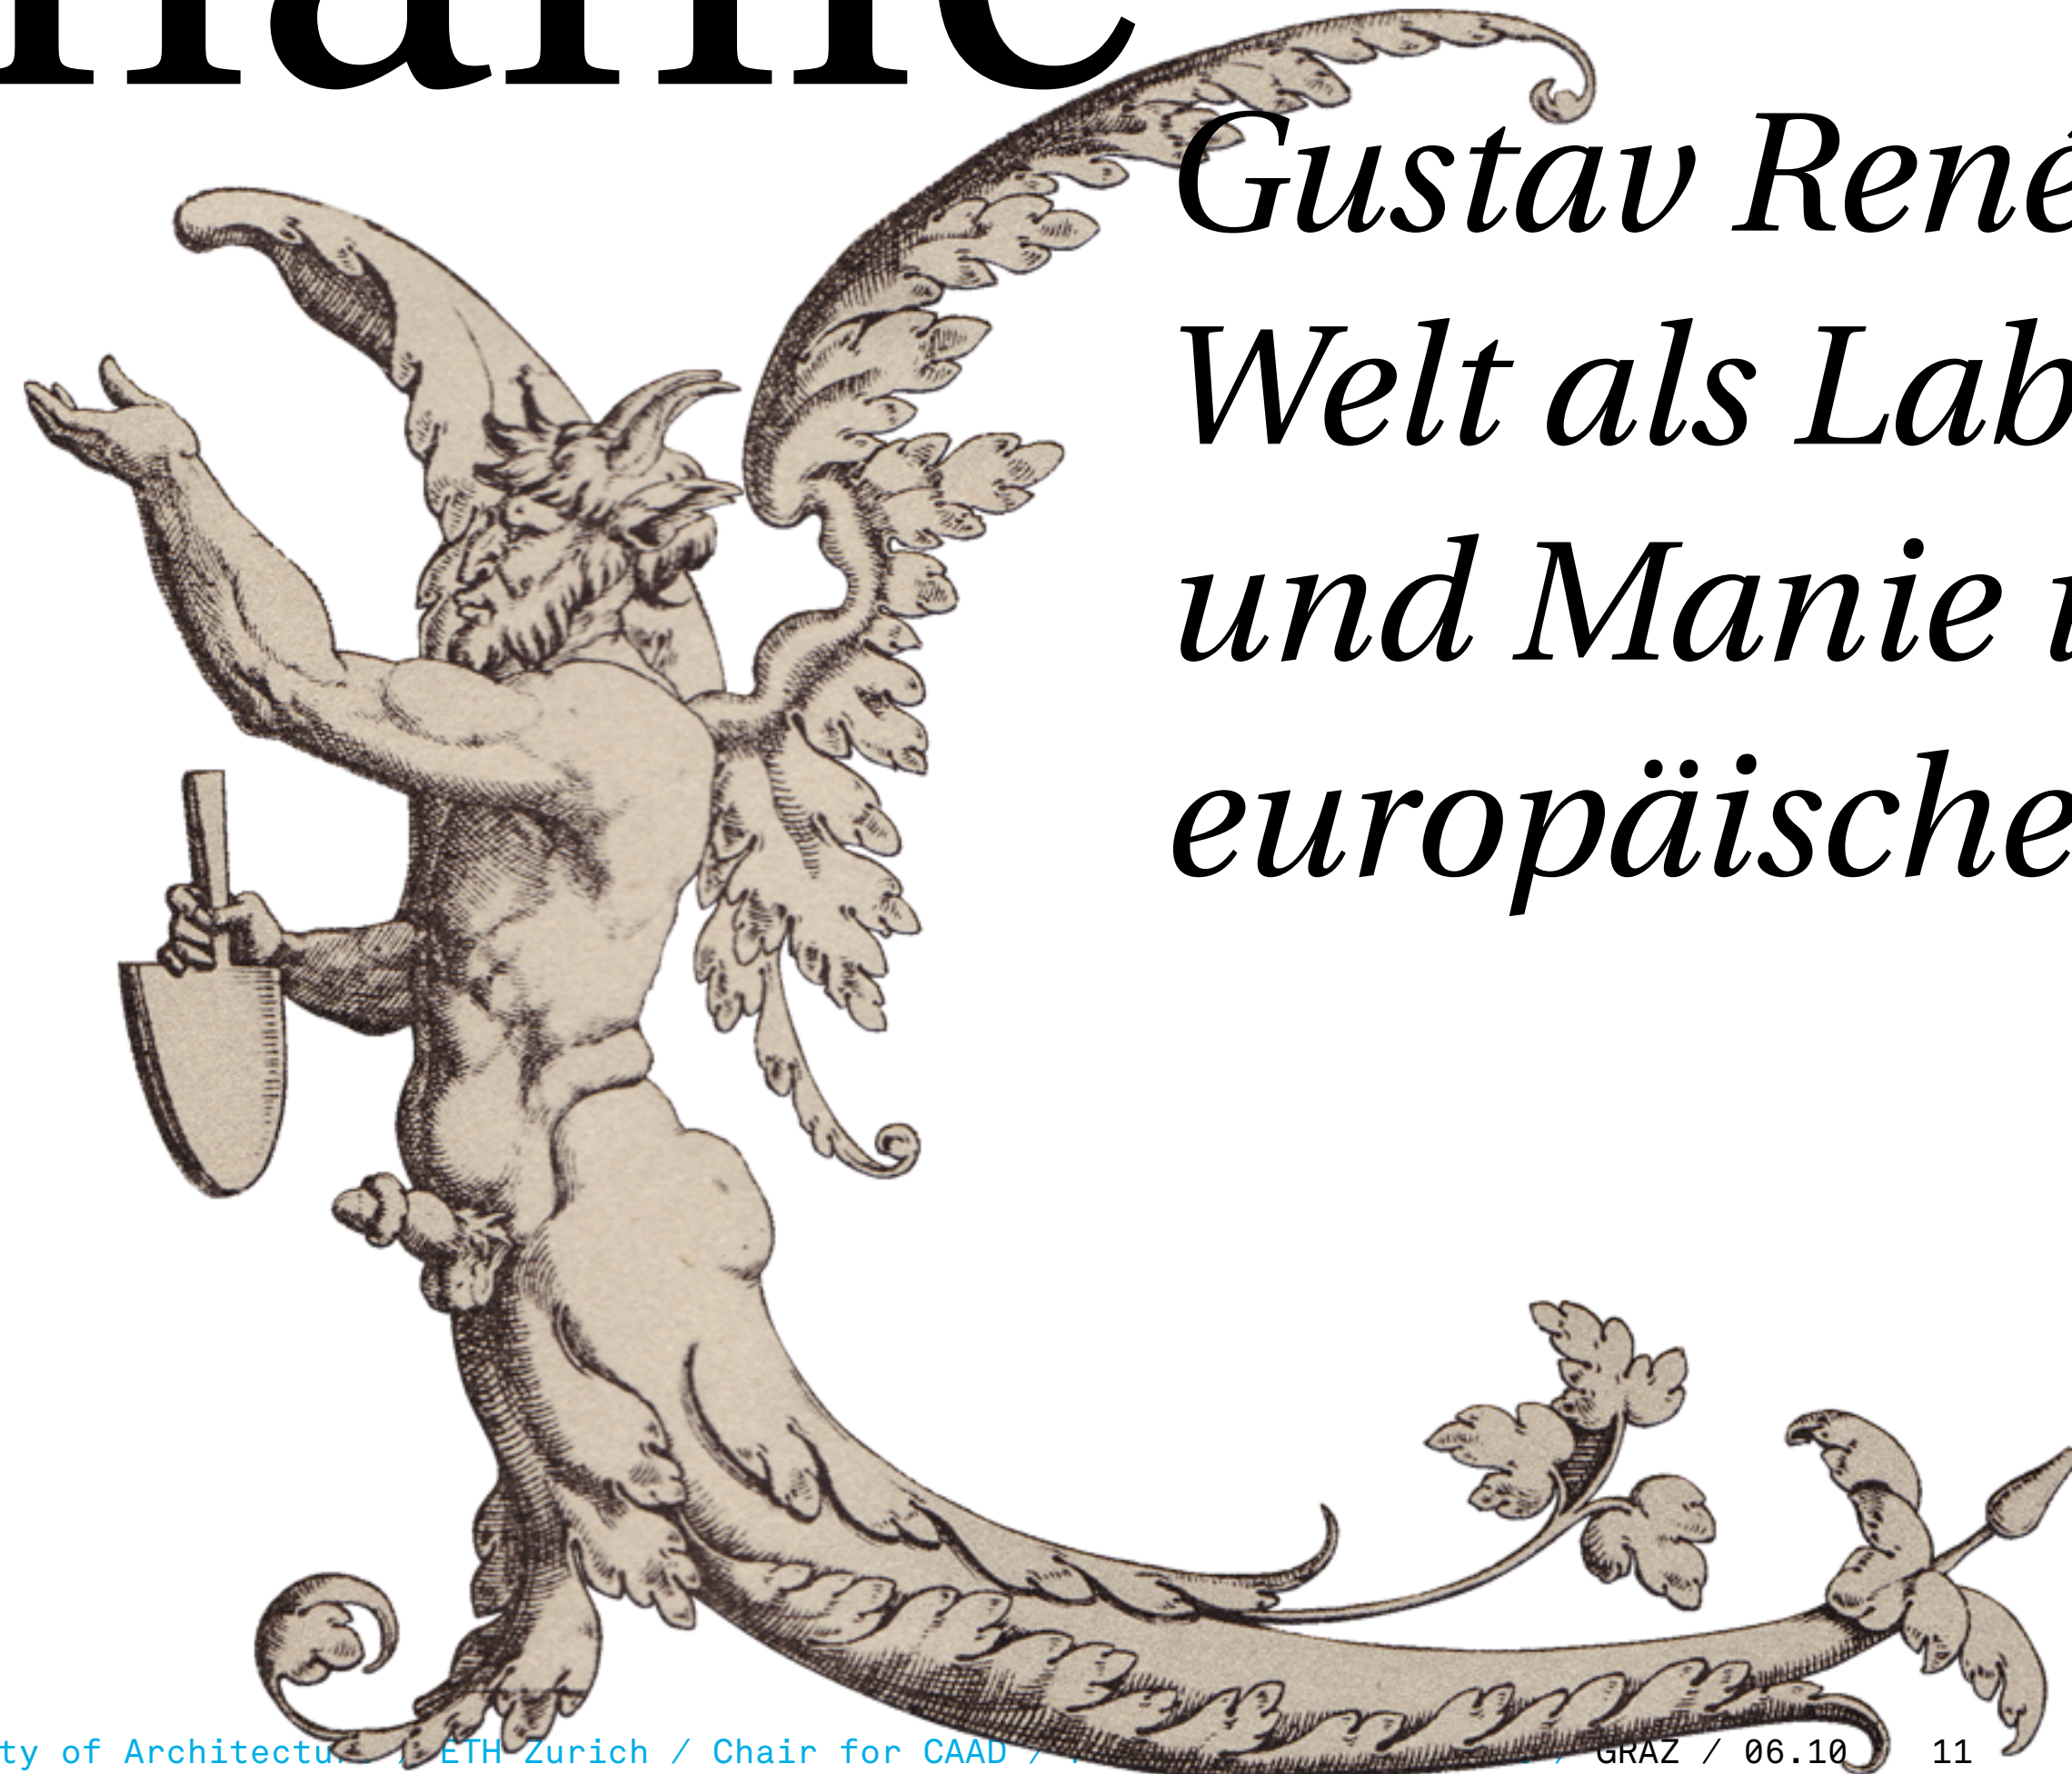 Gustav René
Welt als Lab
und Manie i
europäische
ty of Architectur / ETH Zurich / Chair for CAAD / / GRAZ / 06.10 11